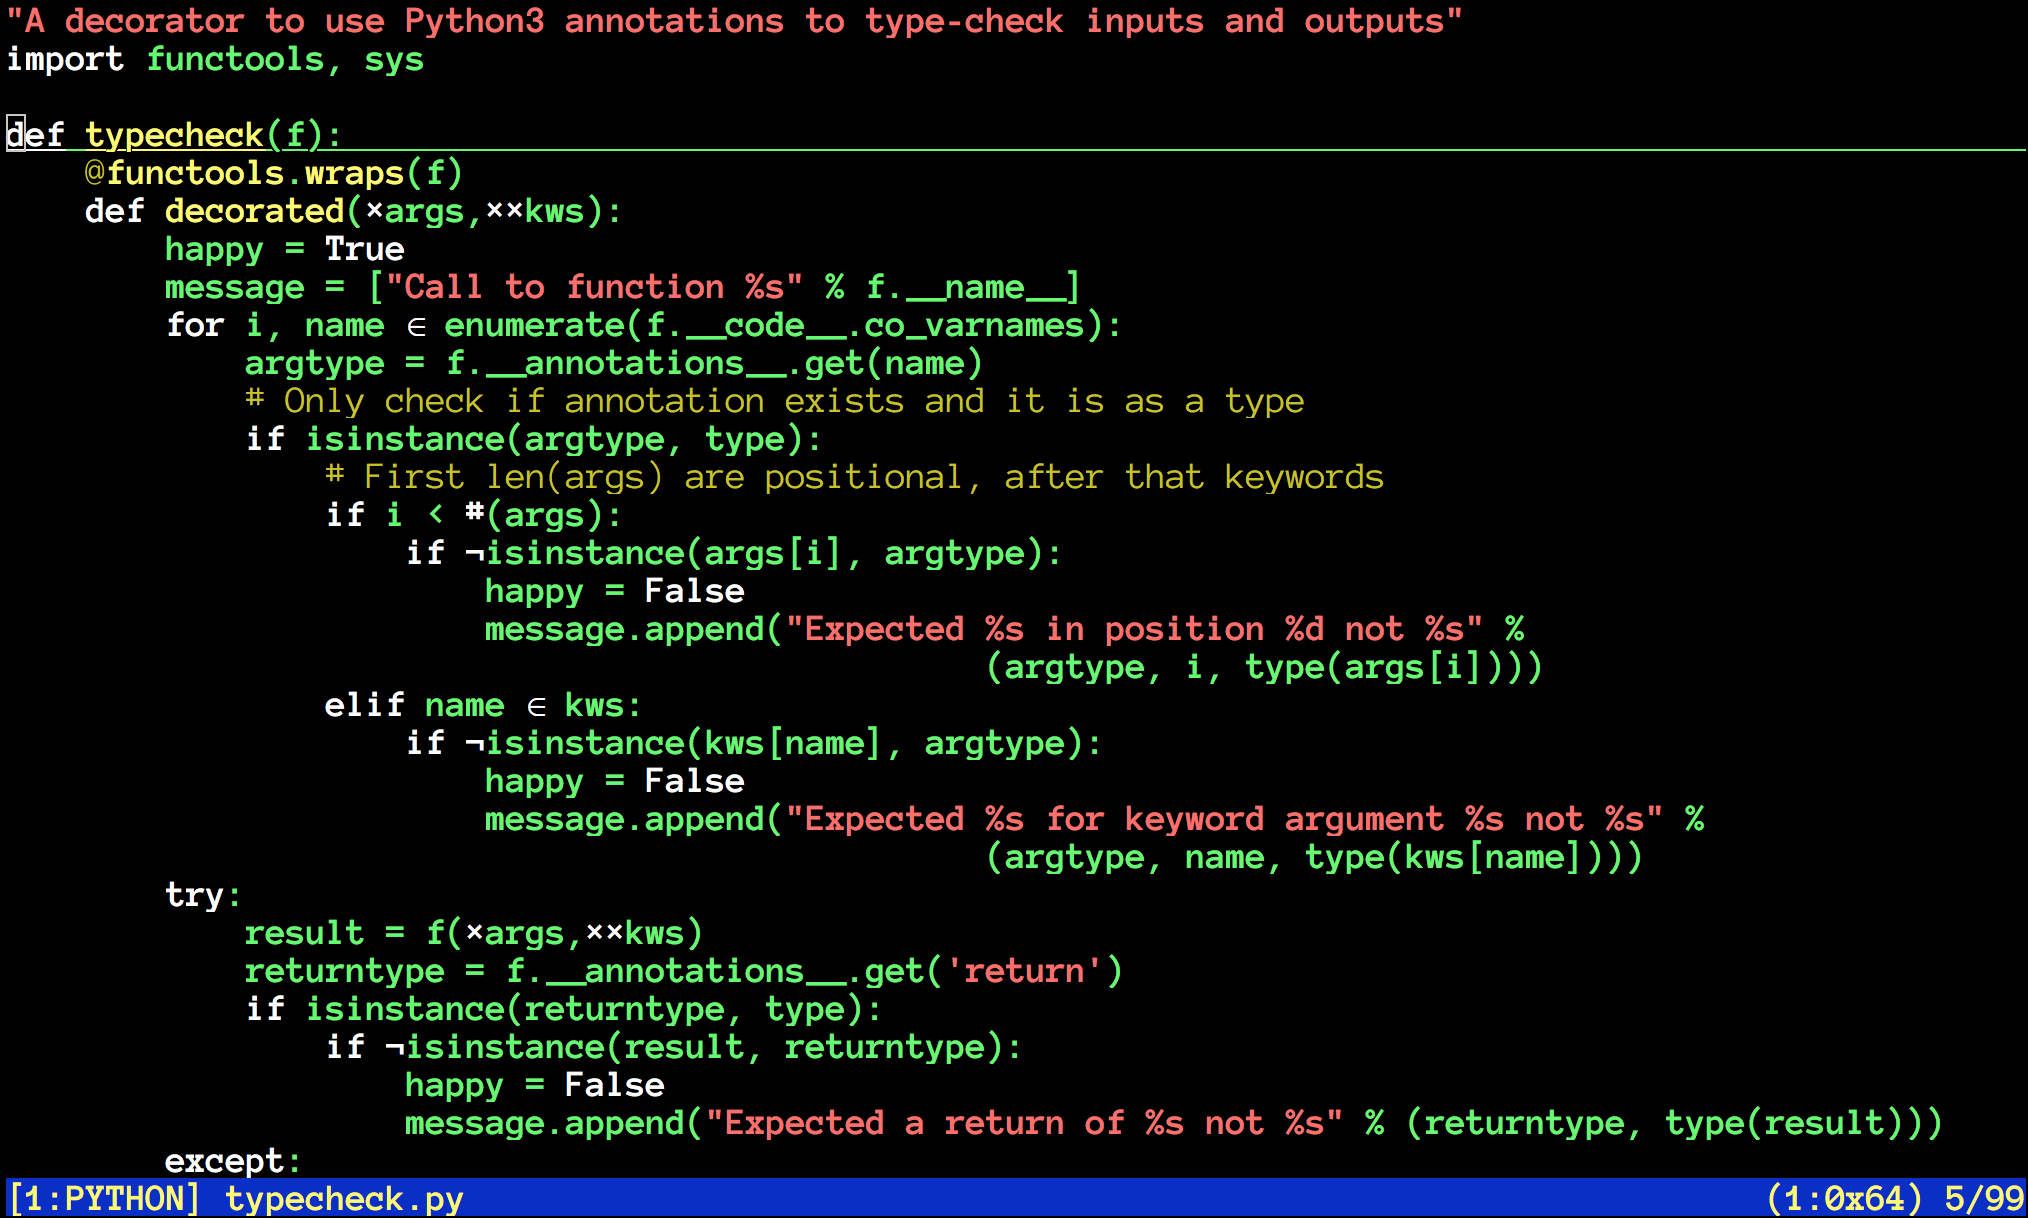 "A decorator to use Python3 annotations to type-check inputs and outputs"
import functools, sys

def typecheck(f):
    @functools.wraps(f)
    def decorated(×args,××kws):
        happy = True
        message = ["Call to function %s" % f.__name__]
        for i, name ∈ enumerate(f.__code__.co_varnames):
            argtype = f.__annotations__.get(name)
            # Only check if annotation exists and it is as a type
            if isinstance(argtype, type):
                # First len(args) are positional, after that keywords
                if i < #(args):
                    if ¬isinstance(args[i], argtype):
                        happy = False
                        message.append("Expected %s in position %d not %s" %
                                                 (argtype, i, type(args[i])))
                elif name ∈ kws:
                    if ¬isinstance(kws[name], argtype):
                        happy = False
                        message.append("Expected %s for keyword argument %s not %s" %
                                                 (argtype, name, type(kws[name])))
        try:
            result = f(×args,××kws)
            returntype = f.__annotations__.get('return')
            if isinstance(returntype, type):
                if ¬isinstance(result, returntype):
                    happy = False
                    message.append("Expected a return of %s not %s" % (returntype, type(result)))
        except:
[1:PYTHON] typecheck.py (1:0x64) 5/99